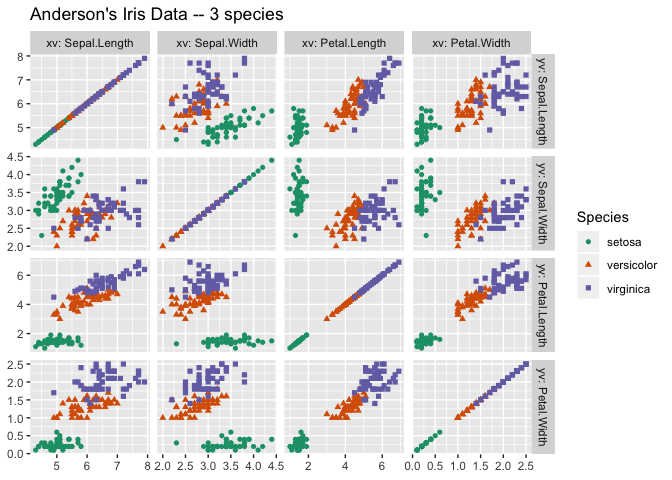 Anderson's Iris Data -- 3 species
xv: Sepal.Length xv: Sepal.Width xv: Petal.Length xv: Petal.Width
8
7
6
5
yv: Sepal.Length
4.5
4.0
3.5
3.0
2.5
2.0
yv: Sepal.Width
6
4
2
yv: Petal.Length
2.5
2.0
1.5
1.0
0.5
0.0
yv: Petal.Width
5 6 7 8 2.0 2.5 3.0 3.5 4.0 4.5 2 4 6 0.0 0.5 1.0 1.5 2.0 2.5
Species
setosa
versicolor
virginica